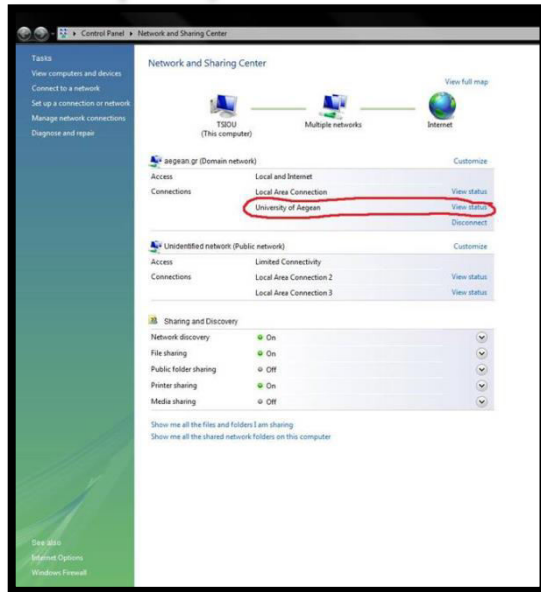 Control Panel ▸ Network and Sharing Center
Tasks
View computers and devices
Connect to a network
Set up a connection or network
Manage network connections
Diagnose and repair
Network and Sharing Center
View full map
TSIOU
(This computer)
Multiple networks
Internet
aegean.gr (Domain network)
Customize
Access
Local and Internet
Connections
Local Area Connection
View status
University of Aegean
View status
Disconnect
Unidentified network (Public network)
Customize
Access
Limited Connectivity
Connections
Local Area Connection 2
View status
Local Area Connection 3
View status
Sharing and Discovery
Network discovery
On
File sharing
On
Public folder sharing
Off
Printer sharing
On
Media sharing
Off
Show me all the files and folders I am sharing
Show me all the shared network folders on this computer
See also
Internet Options
Windows Firewall